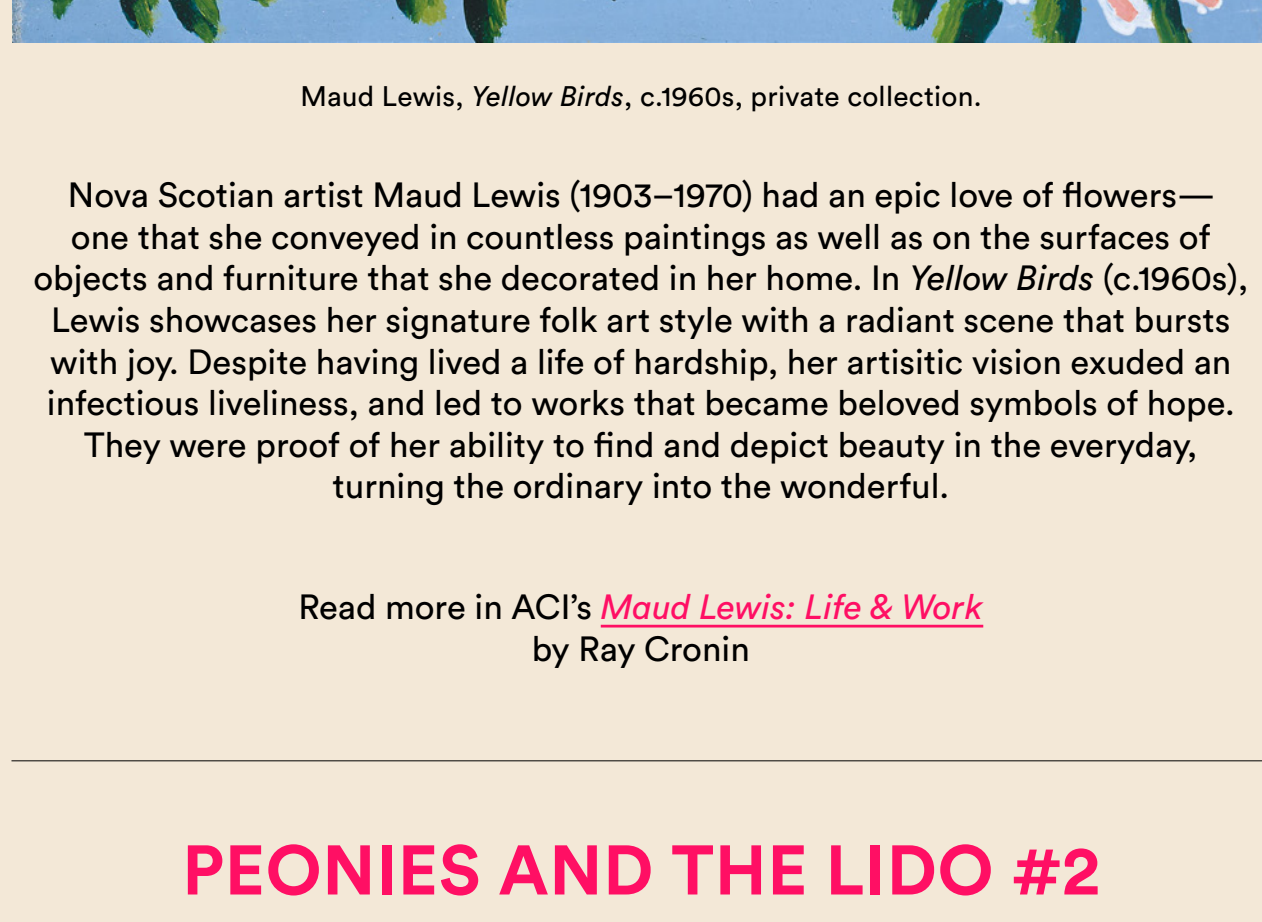 Maud Lewis, Yellow Birds, c.1960s, private collection.
Nova Scotian artist Maud Lewis (1903–1970) had an epic love of flowers—
one that she conveyed in countless paintings as well as on the surfaces of
objects and furniture that she decorated in her home. In Yellow Birds (c.1960s),
Lewis showcases her signature folk art style with a radiant scene that bursts
with joy. Despite having lived a life of hardship, her artisitic vision exuded an
infectious liveliness, and led to works that became beloved symbols of hope.
They were proof of her ability to find and depict beauty in the everyday,
turning the ordinary into the wonderful.
Read more in ACI’s Maud Lewis: Life & Work
by Ray Cronin
PEONIES AND THE LIDO #2